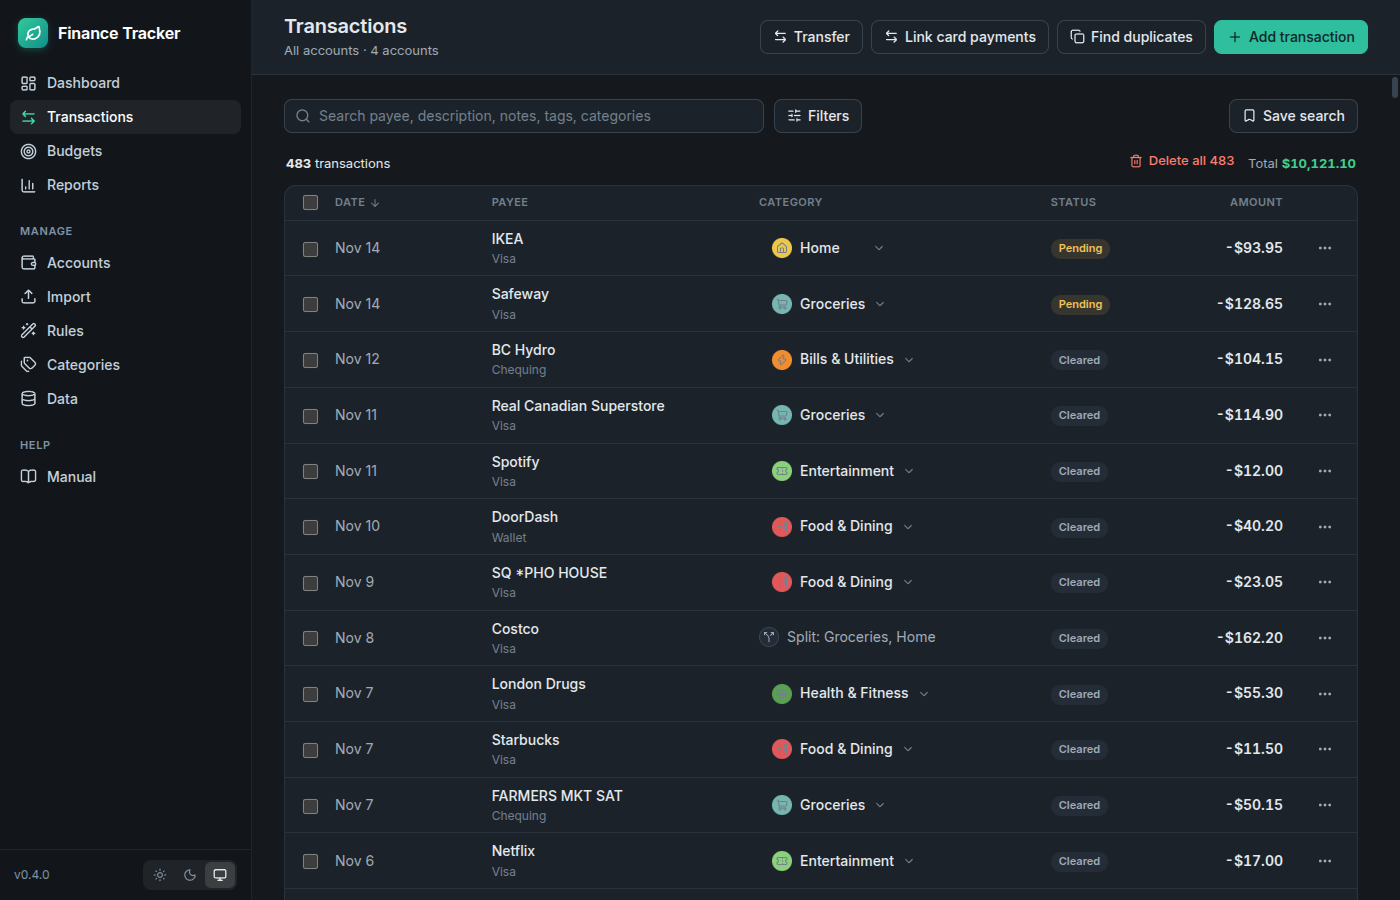 Finance Tracker
Dashboard
Transactions
Budgets
Reports
MANAGE
Accounts
Import
Rules
Categories
Data
HELP
Manual
v0.4.0
Transactions
All accounts · 4 accounts
Transfer
Link card payments
Find duplicates
Add transaction
Search payee, description, notes, tags, categories
Filters
Save search
483 transactions
Delete all 483
Total $10,121.10
DATE PAYEE CATEGORY STATUS AMOUNT
Nov 14 IKEA Home Pending -$93.95
Visa
Nov 14 Safeway Groceries Pending -$128.65
Visa
Nov 12 BC Hydro Bills & Utilities Cleared -$104.15
Chequing
Nov 11 Real Canadian Superstore Groceries Cleared -$114.90
Visa
Nov 11 Spotify Entertainment Cleared -$12.00
Visa
Nov 10 DoorDash Food & Dining Cleared -$40.20
Wallet
Nov 9 SQ *PHO HOUSE Food & Dining Cleared -$23.05
Visa
Nov 8 Costco Split: Groceries, Home Cleared -$162.20
Visa
Nov 7 London Drugs Health & Fitness Cleared -$55.30
Visa
Nov 7 Starbucks Food & Dining Cleared -$11.50
Visa
Nov 7 FARMERS MKT SAT Groceries Cleared -$50.15
Chequing
Nov 6 Netflix Entertainment Cleared -$17.00
Visa